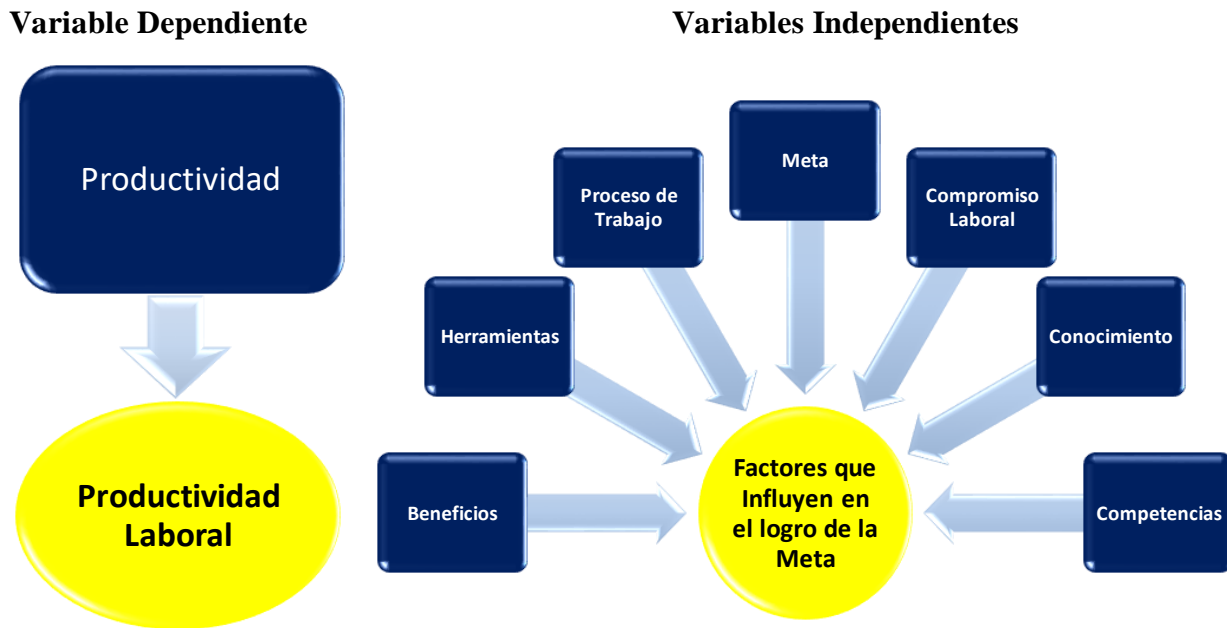 Variable Dependiente
Variables Independientes
Productividad
Productividad
Laboral
Beneficios
Herramientas
Proceso de
Trabajo
Meta
Compromiso
Laboral
Conocimiento
Competencias
Factores que
Influyen en
el logro de la
Meta